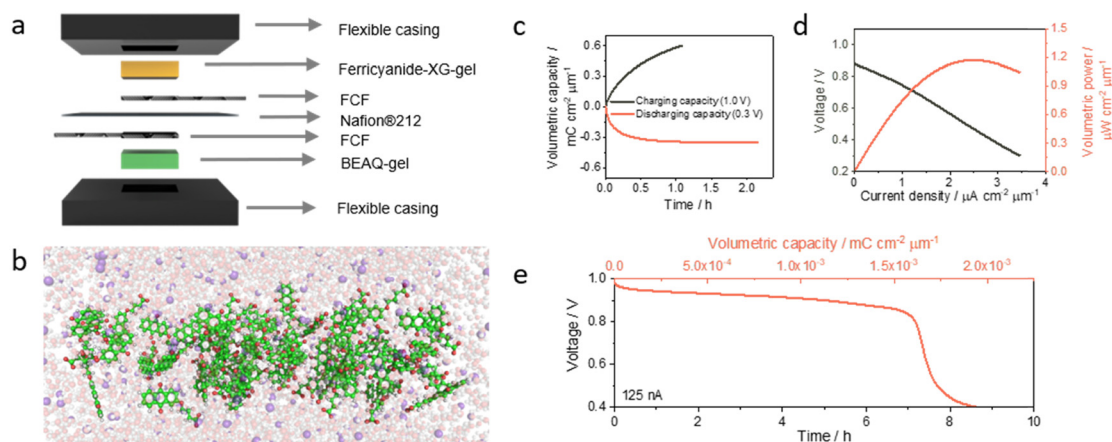 a
Flexible casing
Ferricyanide-XG-gel
FCF
Nafion®212
FCF
BEAQ-gel
Flexible casing
b
c
Volumetric capacity /
mC cm⁻² μm⁻¹
0.6
0.3
0.0
-0.3
-0.6
Charging capacity (1.0 V)
Discharging capacity (0.3 V)
0.0 0.5 1.0 1.5 2.0
Time / h
d
Voltage / V
1.0
0.8
0.6
0.4
0.2
0 1 2 3 4
Current density / μA cm⁻² μm⁻¹
1.5
1.2
0.9
0.6
0.3
0.0
Volumetric power /
μW cm⁻² μm⁻¹
e
Volumetric capacity / mC cm⁻² μm⁻¹
0.0 5.0x10⁻⁴ 1.0x10⁻³ 1.5x10⁻³ 2.0x10⁻³
Voltage / V
1.0
0.8
0.6
0.4
125 nA
0 2 4 6 8 10
Time / h